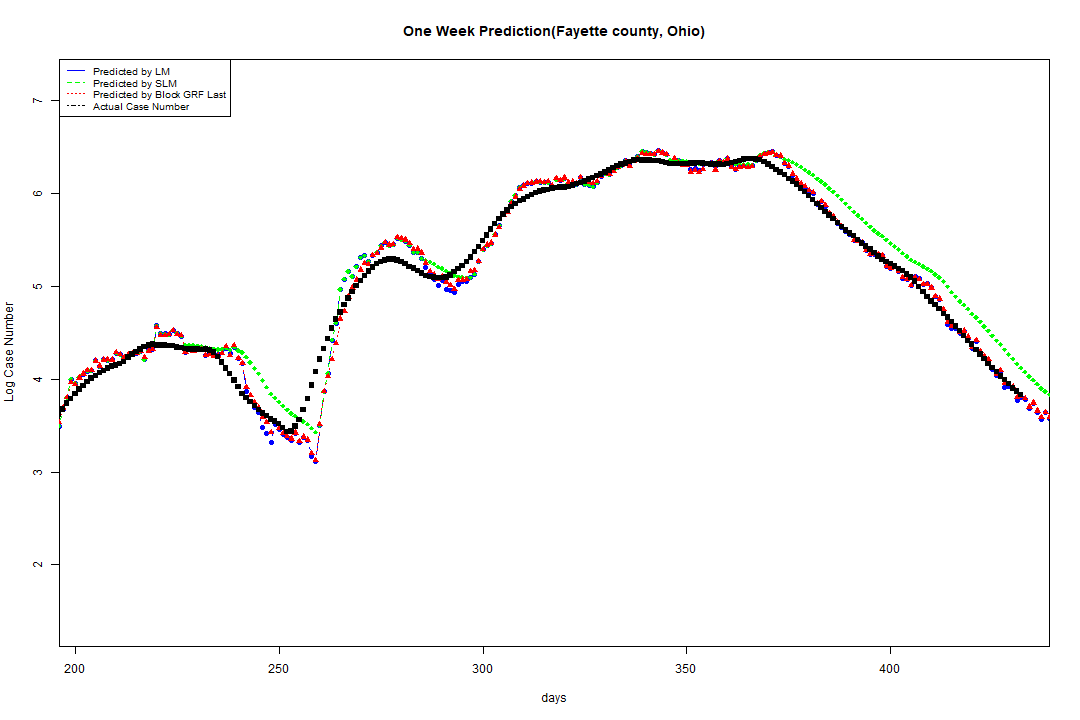 One Week Prediction(Fayette county, Ohio)
Predicted by LM
Predicted by SLM
Predicted by Block GRF Last
Actual Case Number
7
6
5
4
3
2
Log Case Number
200 250 300 350 400
days